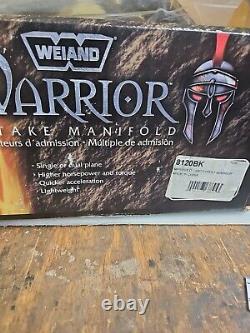 WEIAND
WARRIOR
TAKE MANIFOLD
teurs d'admission · Múltiple de admisión
• Single or dual plane
• Higher horsepower and torque
• Quicker acceleration
• Lightweight
8120BK